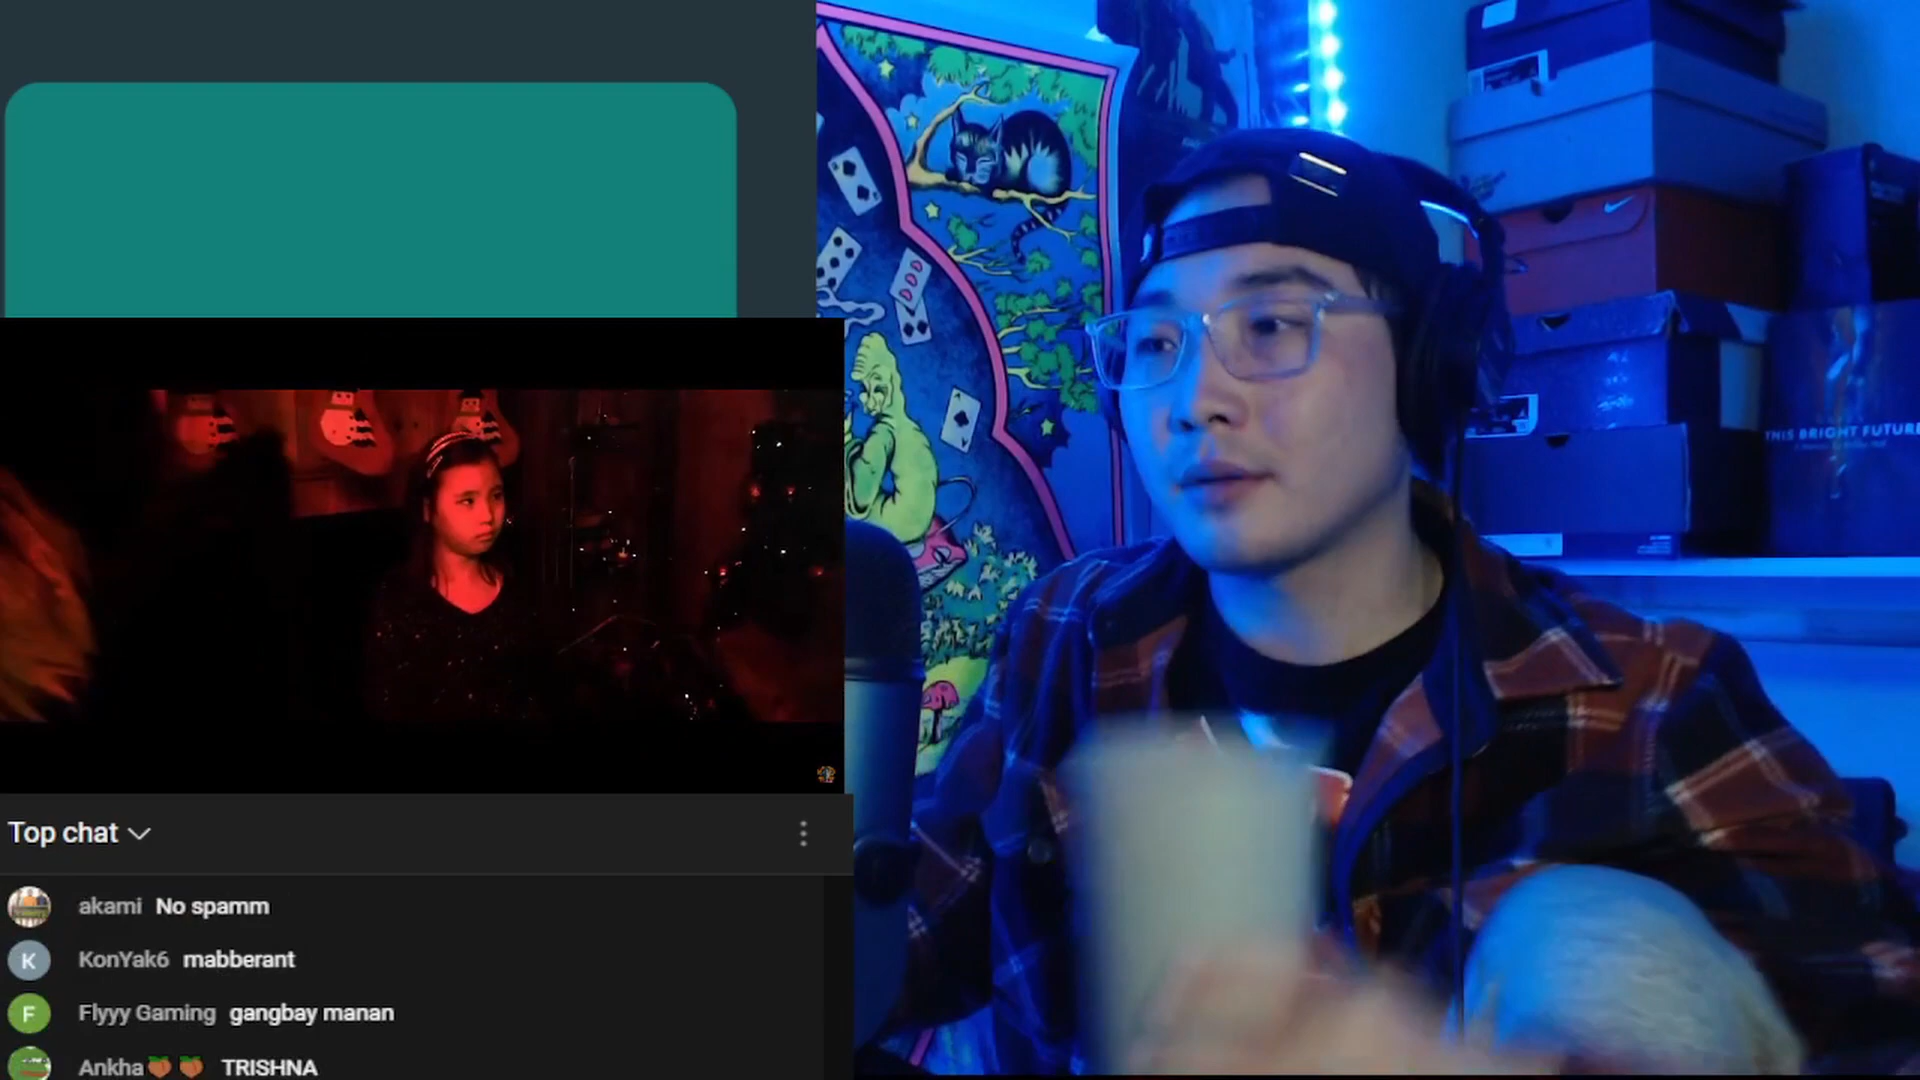 THIS BRIGHT FUTURE
Top chat
akami No spamm
K KonYak6 mabberant
F Flyyy Gaming gangbay manan
Ankha🍑🍑 TRISHNA